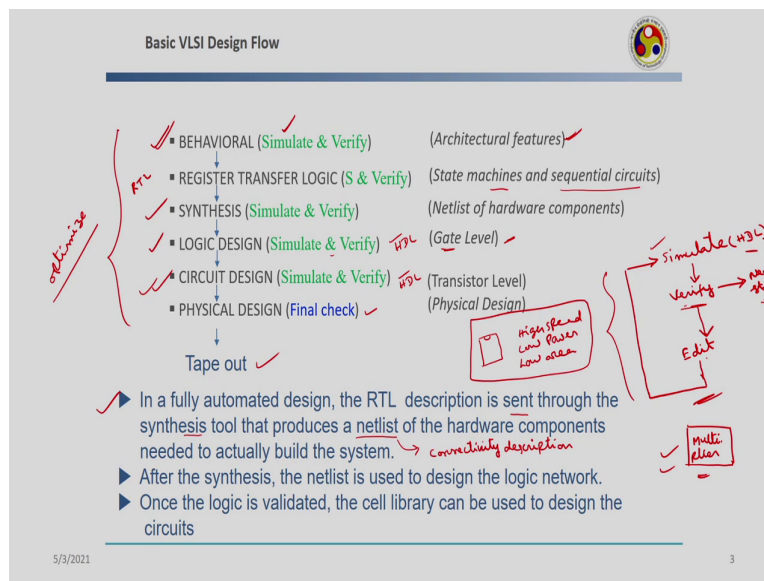 Basic VLSI Design Flow
▪ BEHAVIORAL (Simulate & Verify) (Architectural features)
RTL ▪ REGISTER TRANSFER LOGIC (S & Verify) (State machines and sequential circuits)
▪ SYNTHESIS (Simulate & Verify) (Netlist of hardware components)
▪ LOGIC DESIGN (Simulate & Verify) HDL (Gate Level)
▪ CIRCUIT DESIGN (Simulate & Verify) HDL (Transistor Level)
▪ PHYSICAL DESIGN (Final check) (Physical Design)
Tape out
optimize
Simulate (HDL)
Verify
Edit
High speed
Low Power
Low area
▶ In a fully automated design, the RTL description is sent through the
synthesis tool that produces a netlist of the hardware components
needed to actually build the system. connectivity description
▶ After the synthesis, the netlist is used to design the logic network.
▶ Once the logic is validated, the cell library can be used to design the
circuits
Multi.
plier
5/3/2021
3